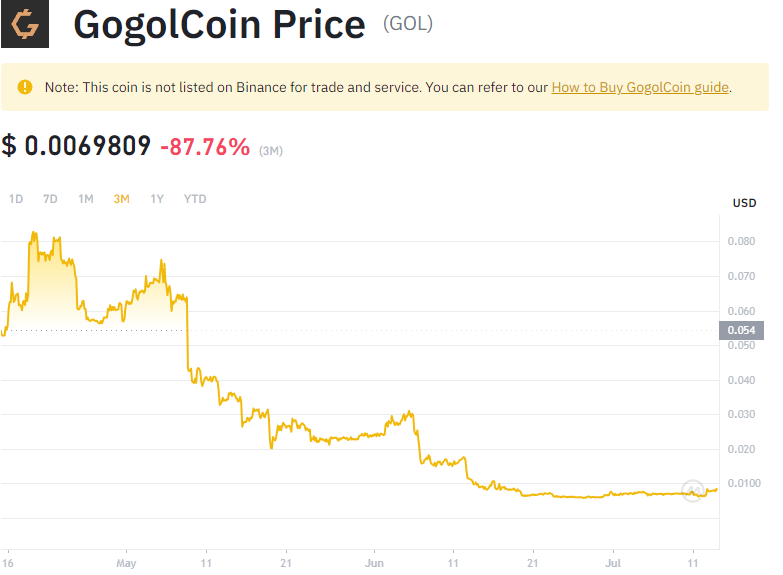 GogolCoin Price (GOL)
Note: This coin is not listed on Binance for trade and service. You can refer to our How to Buy GogolCoin guide.
$ 0.0069809 -87.76% (3M)
1D 7D 1M 3M 1Y YTD
USD
0.080
0.070
0.060
0.054
0.050
0.040
0.030
0.020
0.0100
16 May 11 21 Jun 11 21 Jul 11